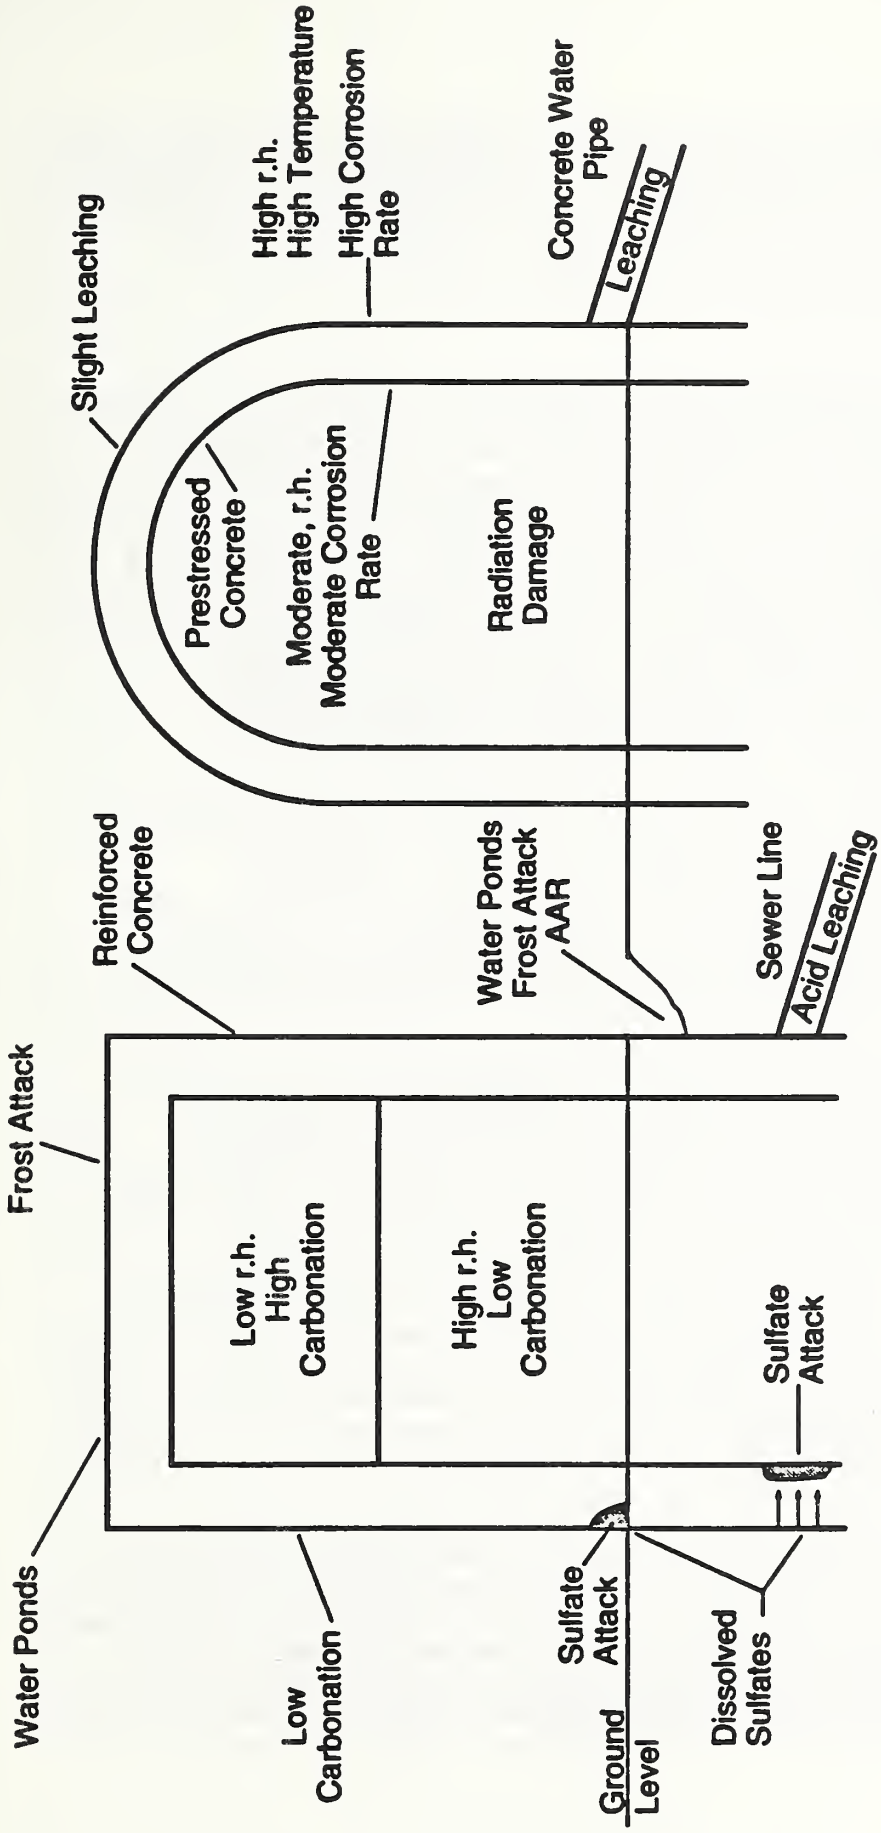 Water Ponds
Frost Attack
Reinforced
Concrete
Low r.h.
High
Carbonation
High r.h.
Low
Carbonation
Low
Carbonation
Sulfate
Attack
Ground
Level
Dissolved
Sulfates
Sulfate
Attack
Water Ponds
Frost Attack
AAR
Sewer Line
Acid Leaching
Slight Leaching
Prestressed
Concrete
Moderate, r.h.
Moderate Corrosion
Rate
Radiation
Damage
High r.h.
High Temperature
High Corrosion
Rate
Concrete Water
Pipe
Leaching